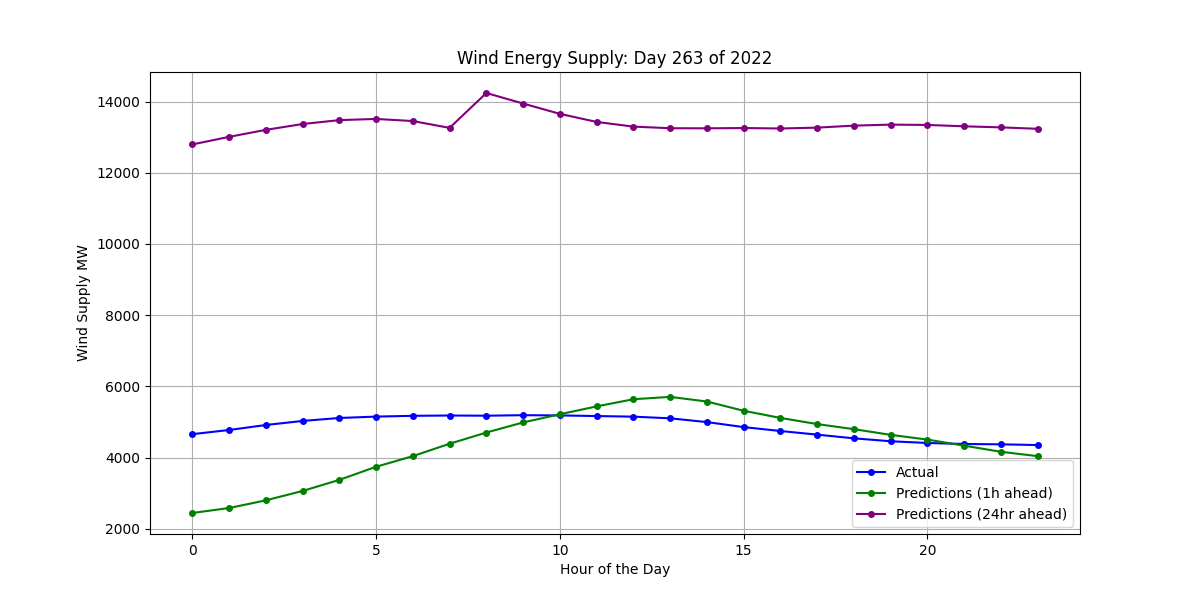 Wind Energy Supply: Day 263 of 2022
Wind Supply MW
14000
12000
10000
8000
6000
4000
2000
0
5
10
15
20
Hour of the Day
Actual
Predictions (1h ahead)
Predictions (24hr ahead)